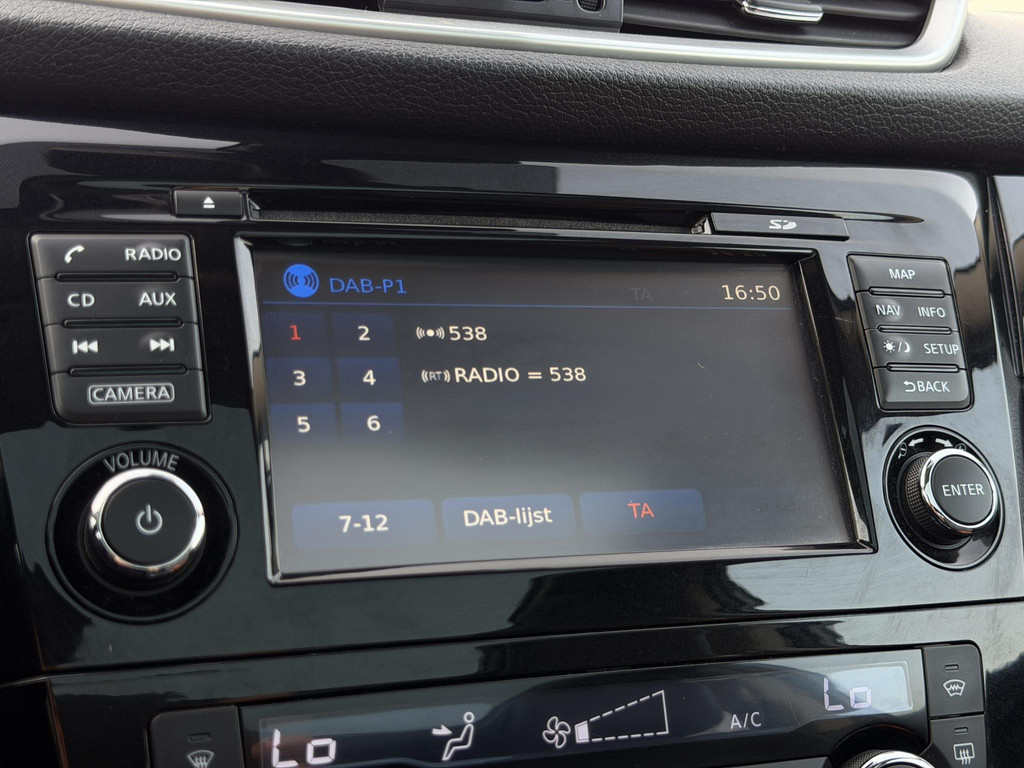 RADIO
CD AUX
CAMERA
VOLUME
SD
DAB-P1 TA 16:50
1 2 538
3 4 (RT) RADIO = 538
5 6
7-12 DAB-lijst TA
MAP
NAV INFO
SETUP
BACK
ENTER
Lo A/C Lo